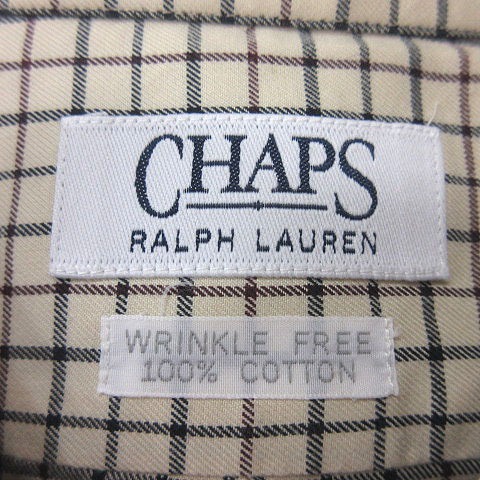 CHAPS
RALPH LAUREN
WRINKLE FREE
100% COTTON